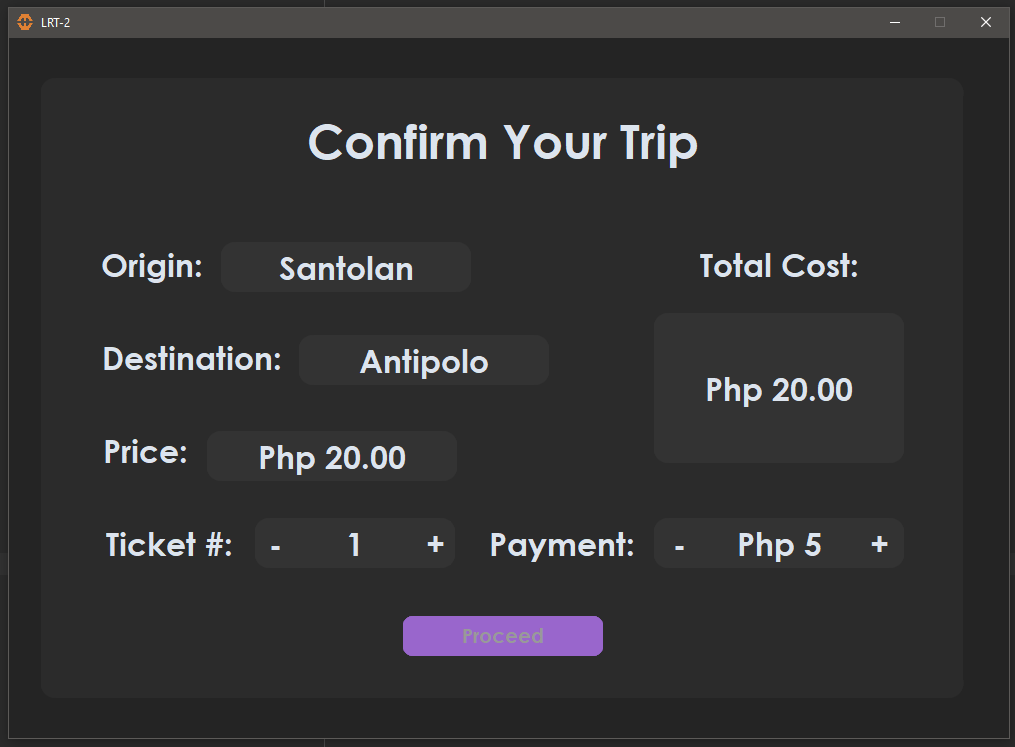 LRT-2
Confirm Your Trip
Origin: Santolan
Total Cost:
Destination: Antipolo
Php 20.00
Price: Php 20.00
Ticket #: - 1 + Payment: - Php 5 +
Proceed